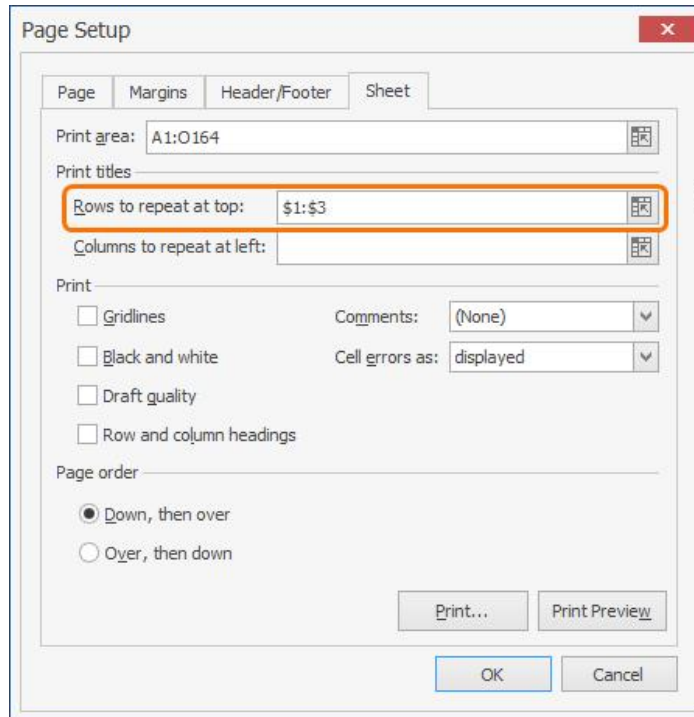 Page Setup
Page Margins Header/Footer Sheet
Print area: A1:O164
Print titles
Rows to repeat at top: $1:$3
Columns to repeat at left:
Print
Gridlines Comments: (None)
Black and white Cell errors as: displayed
Draft quality
Row and column headings
Page order
Down, then over
Over, then down
Print... Print Preview
OK Cancel